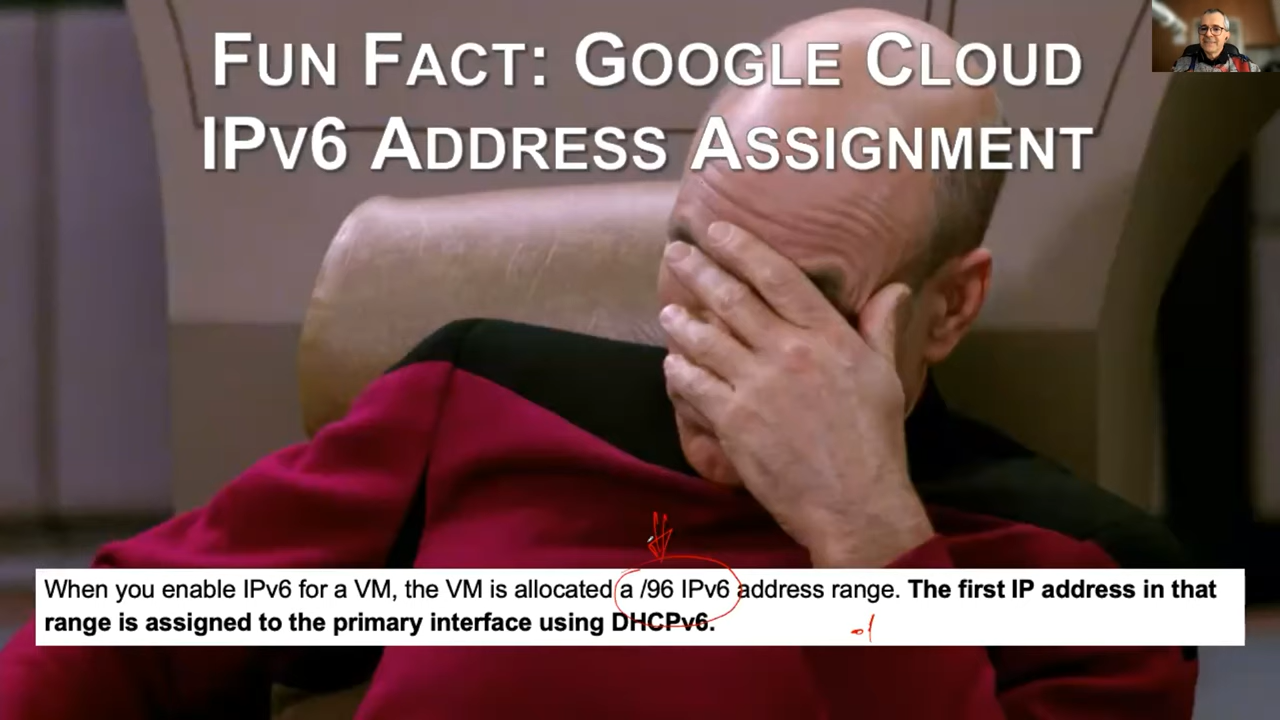 FUN FACT: GOOGLE CLOUD
IPV6 ADDRESS ASSIGNMENT
When you enable IPv6 for a VM, the VM is allocated a /96 IPv6 address range. The first IP address in that
range is assigned to the primary interface using DHCPv6.